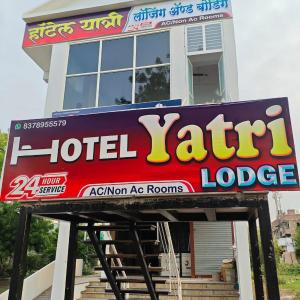 हॉटेल यात्री
लॉजिंग अ‍ॅण्ड बोर्डिंग
AC/Non Ac Rooms
8378955579
HOTEL Yatri
LODGE
24 HOUR SERVICE
AC/Non Ac Rooms